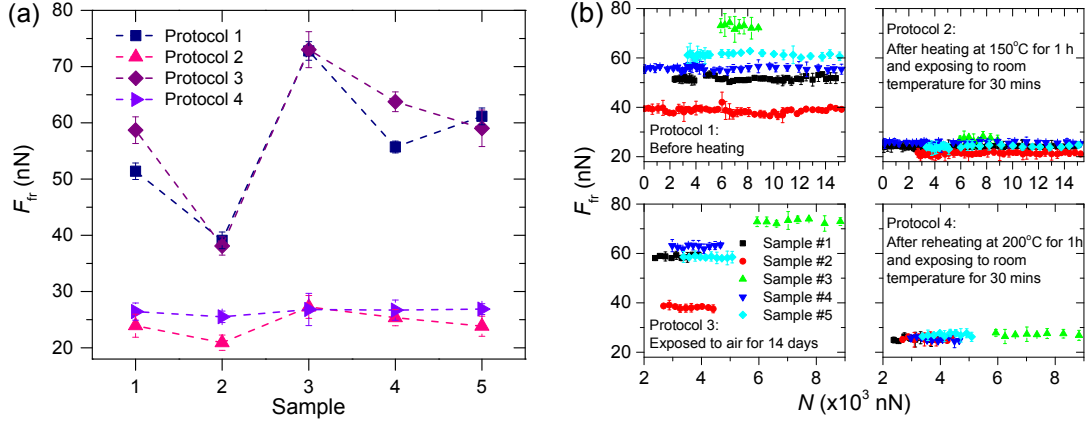 (a)
80
70
60
50
40
30
20
F_fr (nN)
Protocol 1
Protocol 2
Protocol 3
Protocol 4
1 2 3 4 5
Sample
(b)
80
60
40
20
Protocol 1:
Before heating
0 2 4 6 8 10 12 14
Protocol 2:
After heating at 150°C for 1 h
and exposing to room
temperature for 30 mins
0 2 4 6 8 10 12 14
F_fr (nN)
80
60
40
20
Sample #1
Sample #2
Sample #3
Sample #4
Sample #5
Protocol 3:
Exposed to air for 14 days
2 4 6 8
Protocol 4:
After reheating at 200°C for 1h
and exposing to room
temperature for 30 mins
2 4 6 8
N (x10³ nN)